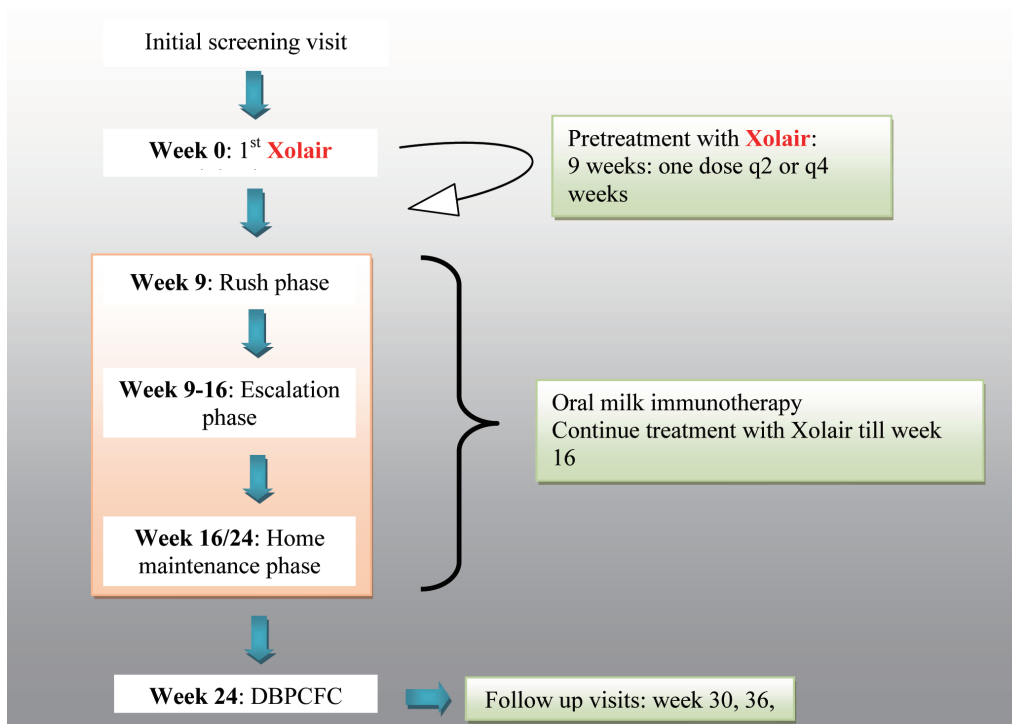 Initial screening visit
Week 0: 1st Xolair
Pretreatment with Xolair:
9 weeks: one dose q2 or q4
weeks
Week 9: Rush phase
Week 9-16: Escalation
phase
Oral milk immunotherapy
Continue treatment with Xolair till week
16
Week 16/24: Home
maintenance phase
Week 24: DBPCFC
Follow up visits: week 30, 36,